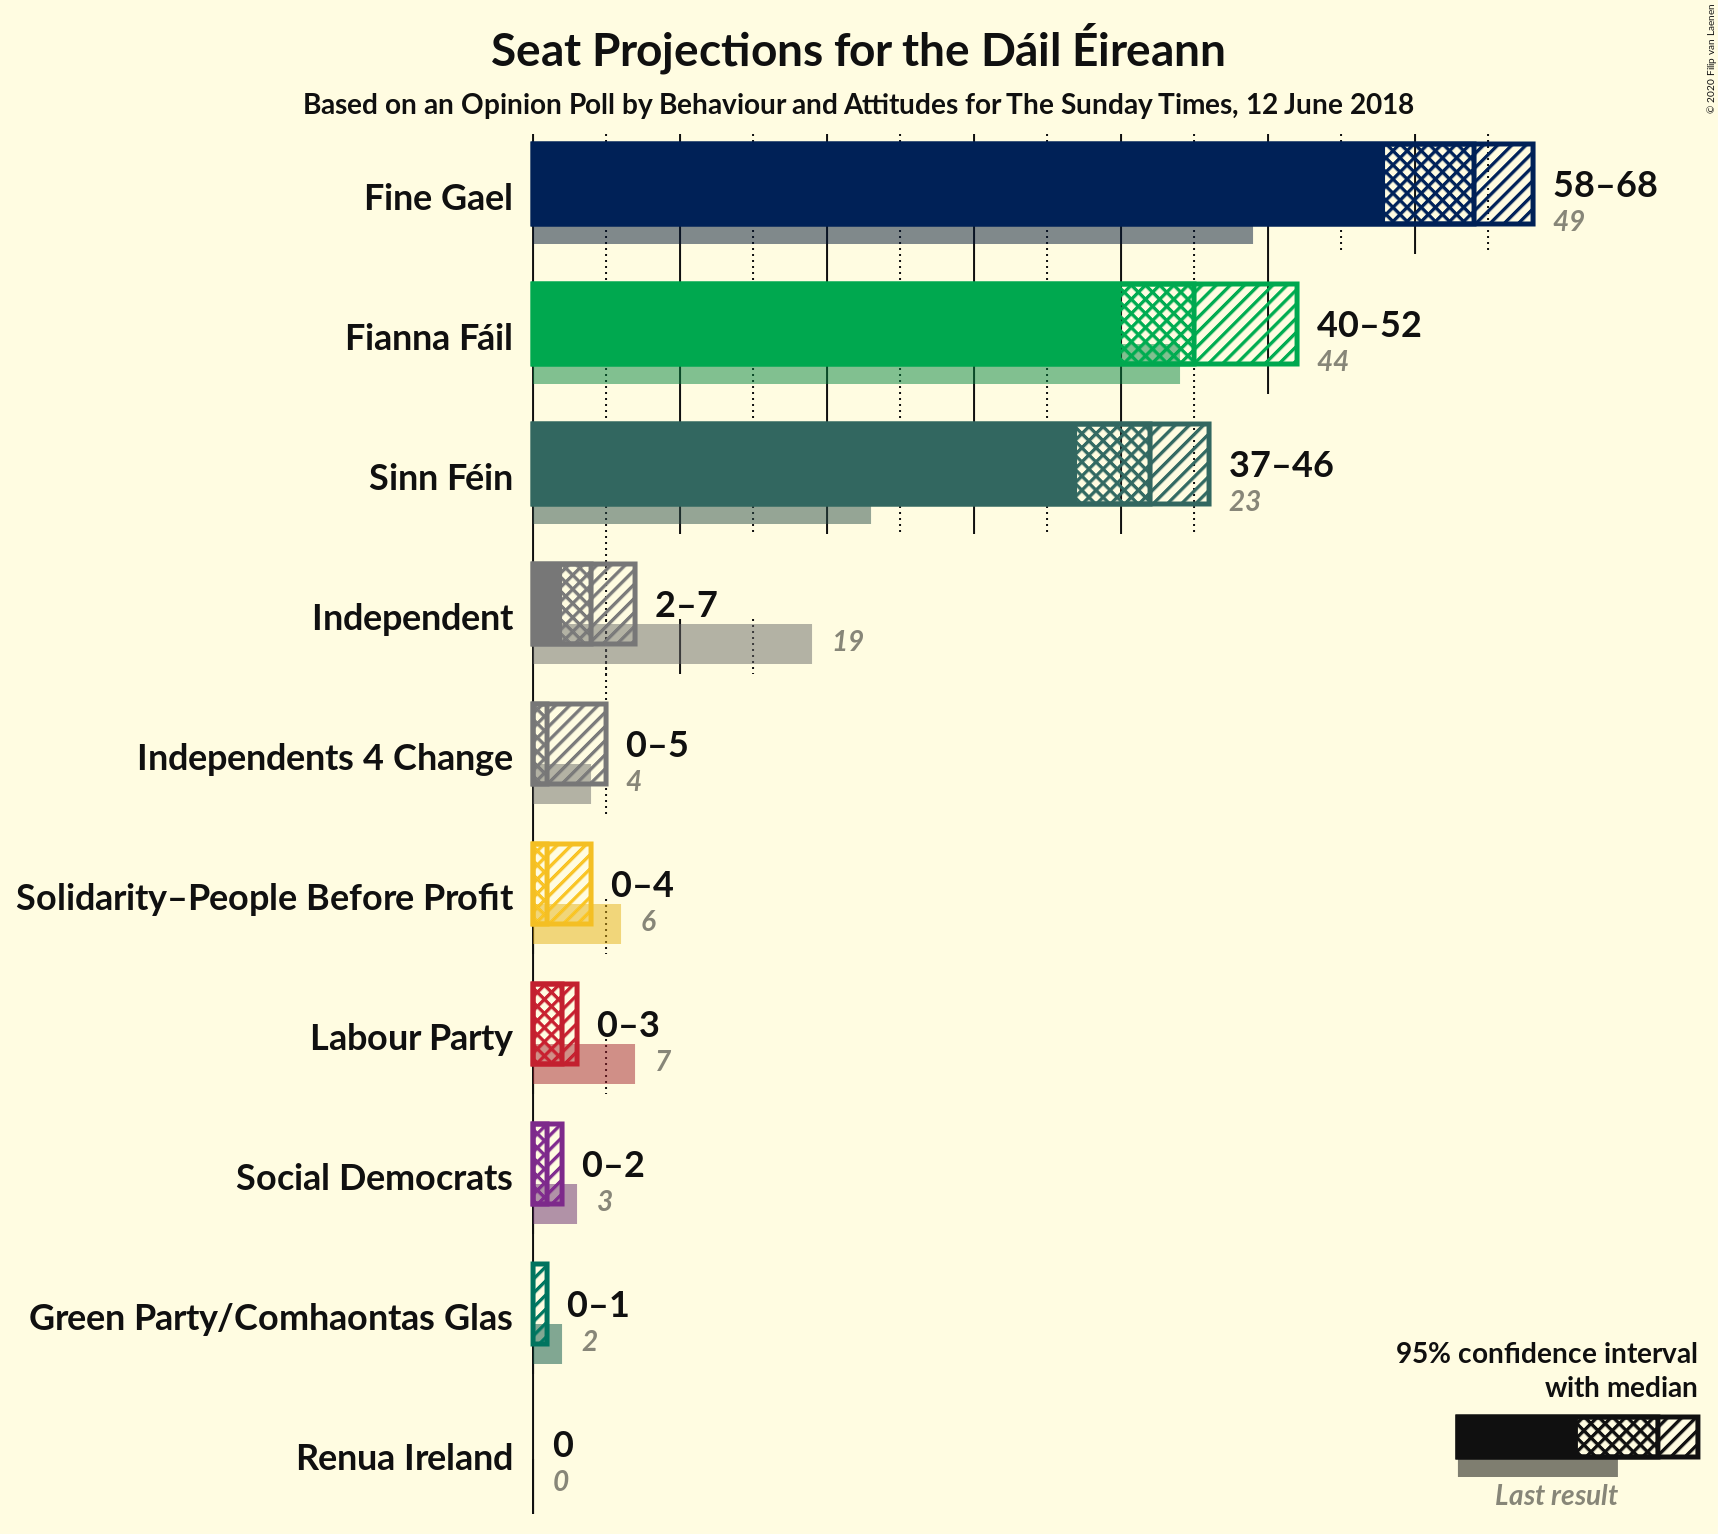 Seat Projections for the Dáil Éireann
Based on an Opinion Poll by Behaviour and Attitudes for The Sunday Times, 12 June 2018
© 2020 Filip van Laenen
Fine Gael
58–68
49
Fianna Fáil
40–52
44
Sinn Féin
37–46
23
Independent
2–7
19
Independents 4 Change
0–5
4
Solidarity–People Before Profit
0–4
6
Labour Party
0–3
7
Social Democrats
0–2
3
Green Party/Comhaontas Glas
0–1
2
Renua Ireland
0
0
95% confidence interval
with median
Last result